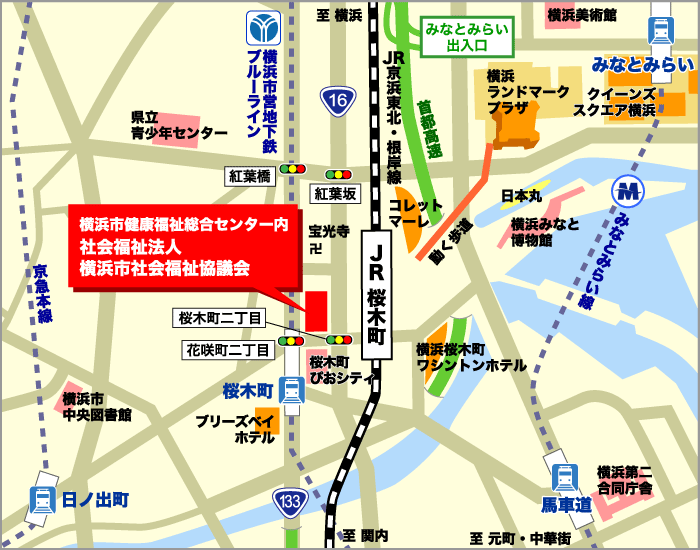 至 横浜
みなとみらい
出入口
横浜美術館
みなとみらい
横浜市営地下鉄
ブルーライン
16
JR
京浜東北・根岸線
首都高速
横浜
ランドマーク
プラザ
クイーンズ
スクエア横浜
県立
青少年センター
紅葉橋
紅葉坂
コレット
マーレ
動く歩道
日本丸
横浜みなと
博物館
M
みなとみらい線
横浜市健康福祉総合センター内
社会福祉法人
横浜市社会福祉協議会
宝光寺
卍
JR 桜木町
京急本線
桜木町二丁目
花咲町二丁目
桜木町
ぴおシティ
横浜桜木町
ワシントンホテル
桜木町
横浜市
中央図書館
ブリーズベイ
ホテル
日ノ出町
133
馬車道
横浜第二
合同庁舎
至 関内
至 元町・中華街